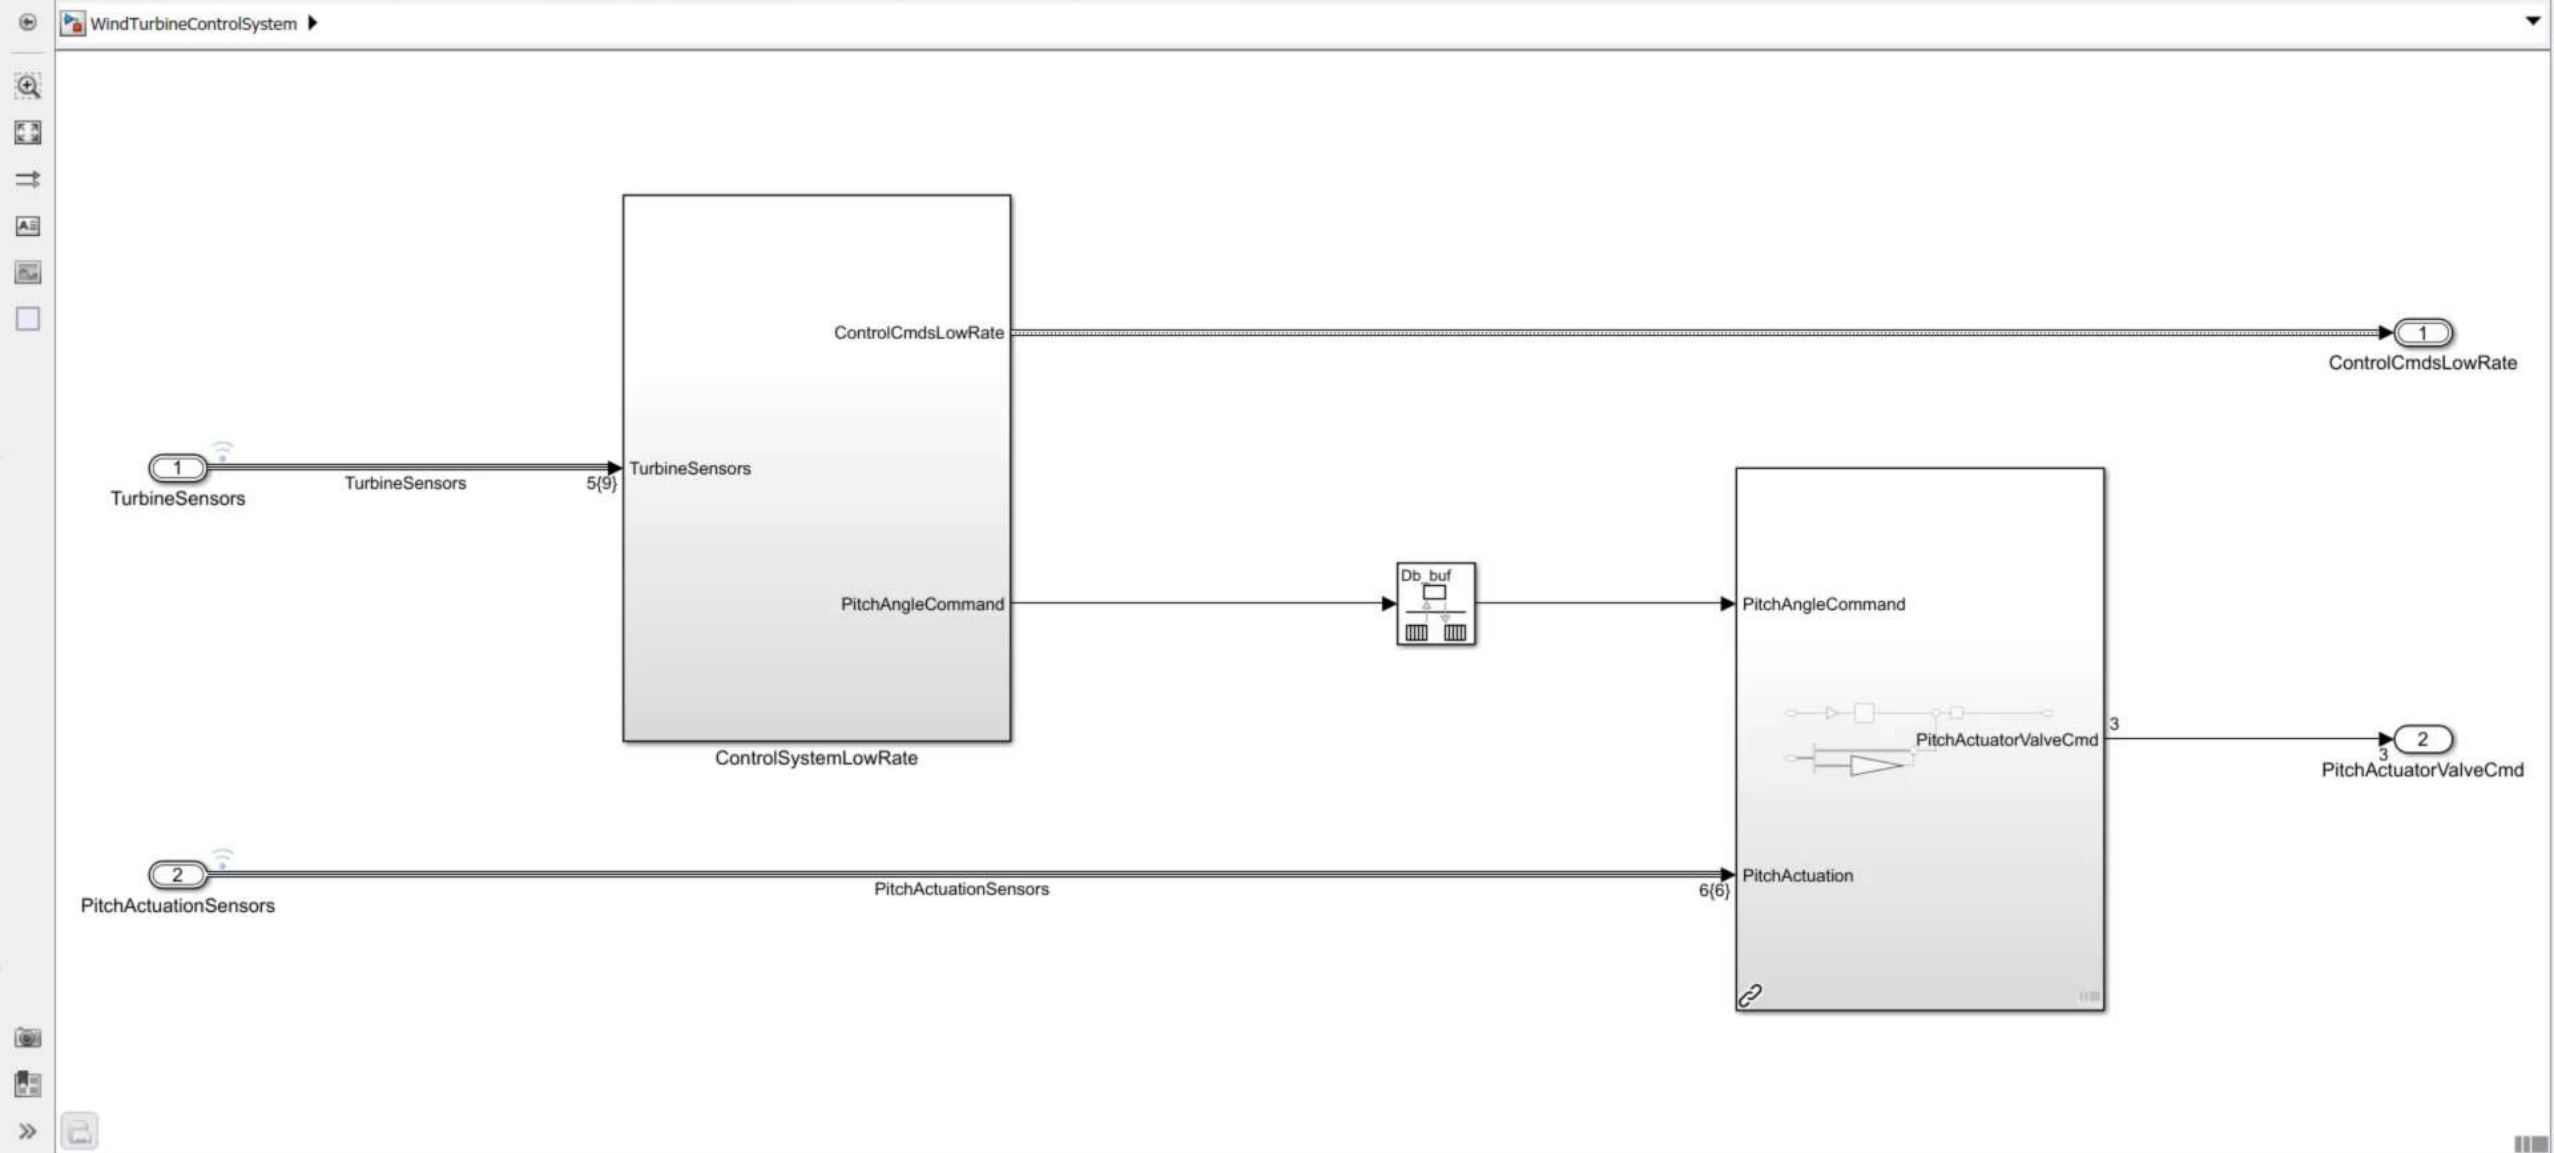 WindTurbineControlSystem
ControlCmdsLowRate
1
ControlCmdsLowRate
1
TurbineSensors
TurbineSensors
5{9}
TurbineSensors
Db_buf
PitchAngleCommand
PitchAngleCommand
3
PitchActuatorValveCmd
2
3
PitchActuatorValveCmd
ControlSystemLowRate
2
PitchActuationSensors
PitchActuationSensors
6{6}
PitchActuation